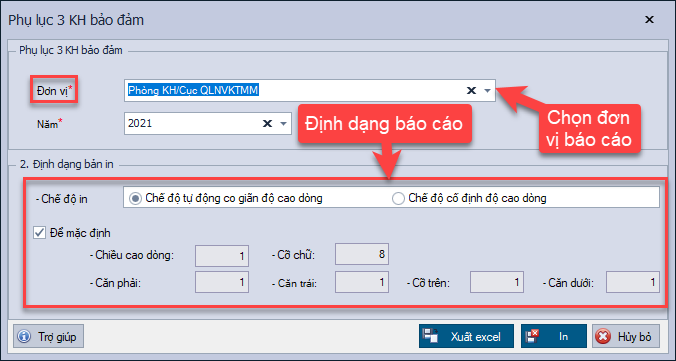 Phụ lục 3 KH bảo đảm
Phụ lục 3 KH bảo đảm
Đơn vị*
Phòng KH/Cục QLNVKTMM
Năm*
2021
Định dạng báo cáo
Chọn đơn
vị báo cáo
2. Định dạng bản in
- Chế độ in
Chế độ tự động co giãn độ cao dòng
Chế độ cố định độ cao dòng
Để mặc định
- Chiều cao dòng: 1 - Cỡ chữ: 8
- Căn phải: 1 - Căn trái: 1 - Cỡ trên: 1 - Căn dưới: 1
Trợ giúp Xuất excel In Hủy bỏ